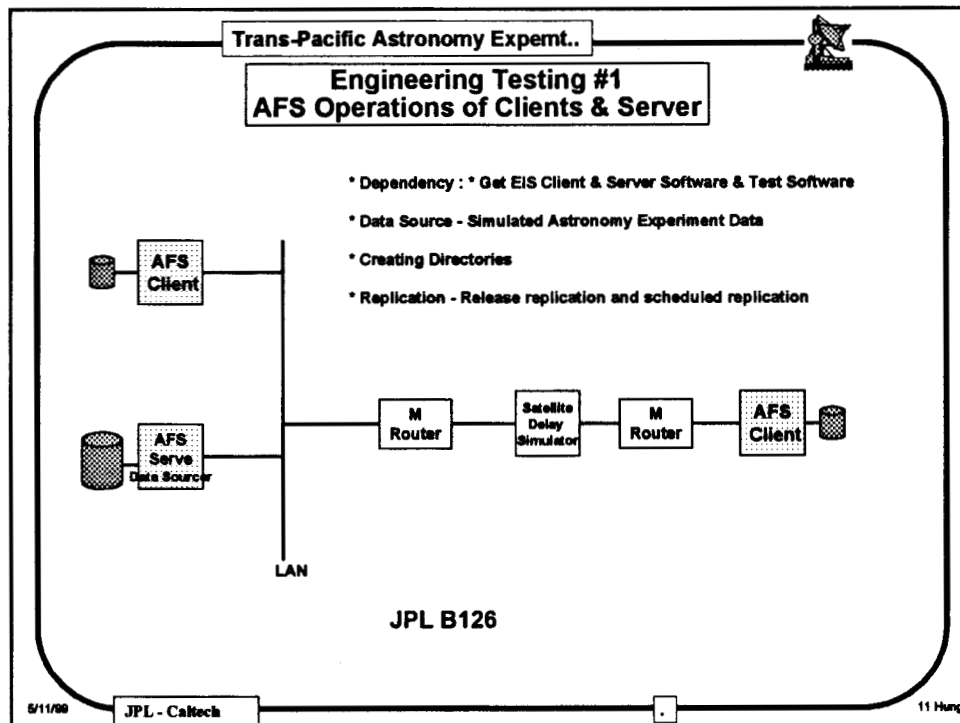 Trans-Pacific Astronomy Expemt..
Engineering Testing #1
AFS Operations of Clients & Server
* Dependency : * Get EIS Client & Server Software & Test Software
* Data Source - Simulated Astronomy Experiment Data
* Creating Directories
* Replication - Release replication and scheduled replication
AFS
Client
M
Router
Satellite
Delay
Simulator
M
Router
AFS
Client
AFS
Serve
Data Sourcer
LAN
JPL B126
5/11/99
JPL - Caltech
.
11 Hung